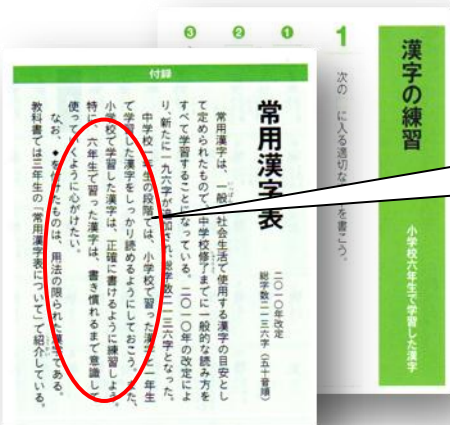 漢字の練習
小学校六年生で学習した漢字
1
次の に入る適切な を書こう。
❶
❷
❸
付録
常用漢字表
二〇一〇年改定
総字数二一三六字(五十音順)
常用漢字は、一般の社会生活で使用する漢字の目安とし
て定められたもので、中学校修了までに一般的な読み方を
すべて学習することになっている。二〇一〇年の改定によ
り、新たに一九六字が追加され、総字数二一三六字となった。
中学校一年生の段階では、小学校で習った漢字と一年生
で学習した漢字をしっかり読めるようにしておこう。また、
小学校で学習した漢字は、正確に書けるように練習しよう。
特に、六年生で習った漢字は、書き慣れるまで意識して
使っていくように心がけたい。
なお、◆を付けたものは、用法の限られた漢字である。
教科書では三年生の「常用漢字表について」で紹介している。